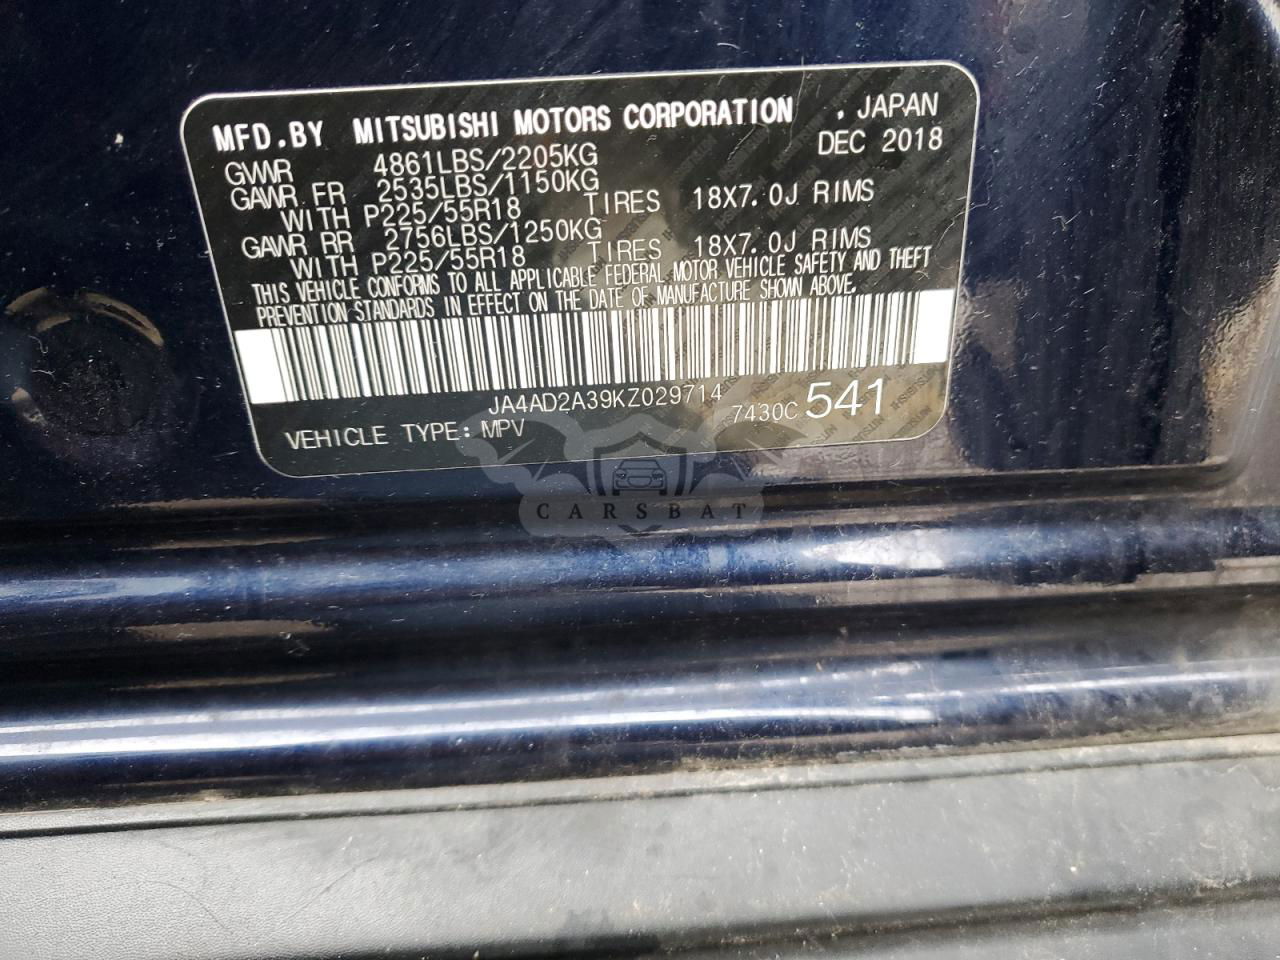 MFD.BY MITSUBISHI MOTORS CORPORATION , JAPAN
GVWR 4861LBS/2205KG DEC 2018
GAWR FR 2535LBS/1150KG
WITH P225/55R18 TIRES 18X7.0J RIMS
GAWR RR 2756LBS/1250KG
WITH P225/55R18 TIRES 18X7.0J RIMS
THIS VEHICLE CONFORMS TO ALL APPLICABLE FEDERAL MOTOR VEHICLE SAFETY AND THEFT
PREVENTION STANDARDS IN EFFECT ON THE DATE OF MANUFACTURE SHOWN ABOVE.
JA4AD2A39KZ029714
VEHICLE TYPE: MPV 7430C 541
CARSBAT